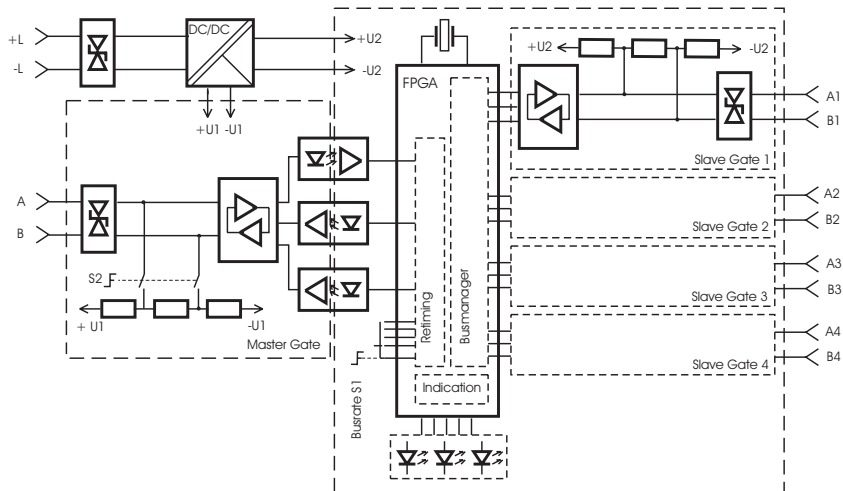 +L
-L
DC/DC
+U2
-U2
+U1 -U1
FPGA
+U2 -U2
A1
B1
Slave Gate 1
A
B
S2
+ U1 -U1
Master Gate
Retiming
Busmanager
Indication
Busrate S1
A2
B2
Slave Gate 2
A3
B3
Slave Gate 3
A4
B4
Slave Gate 4